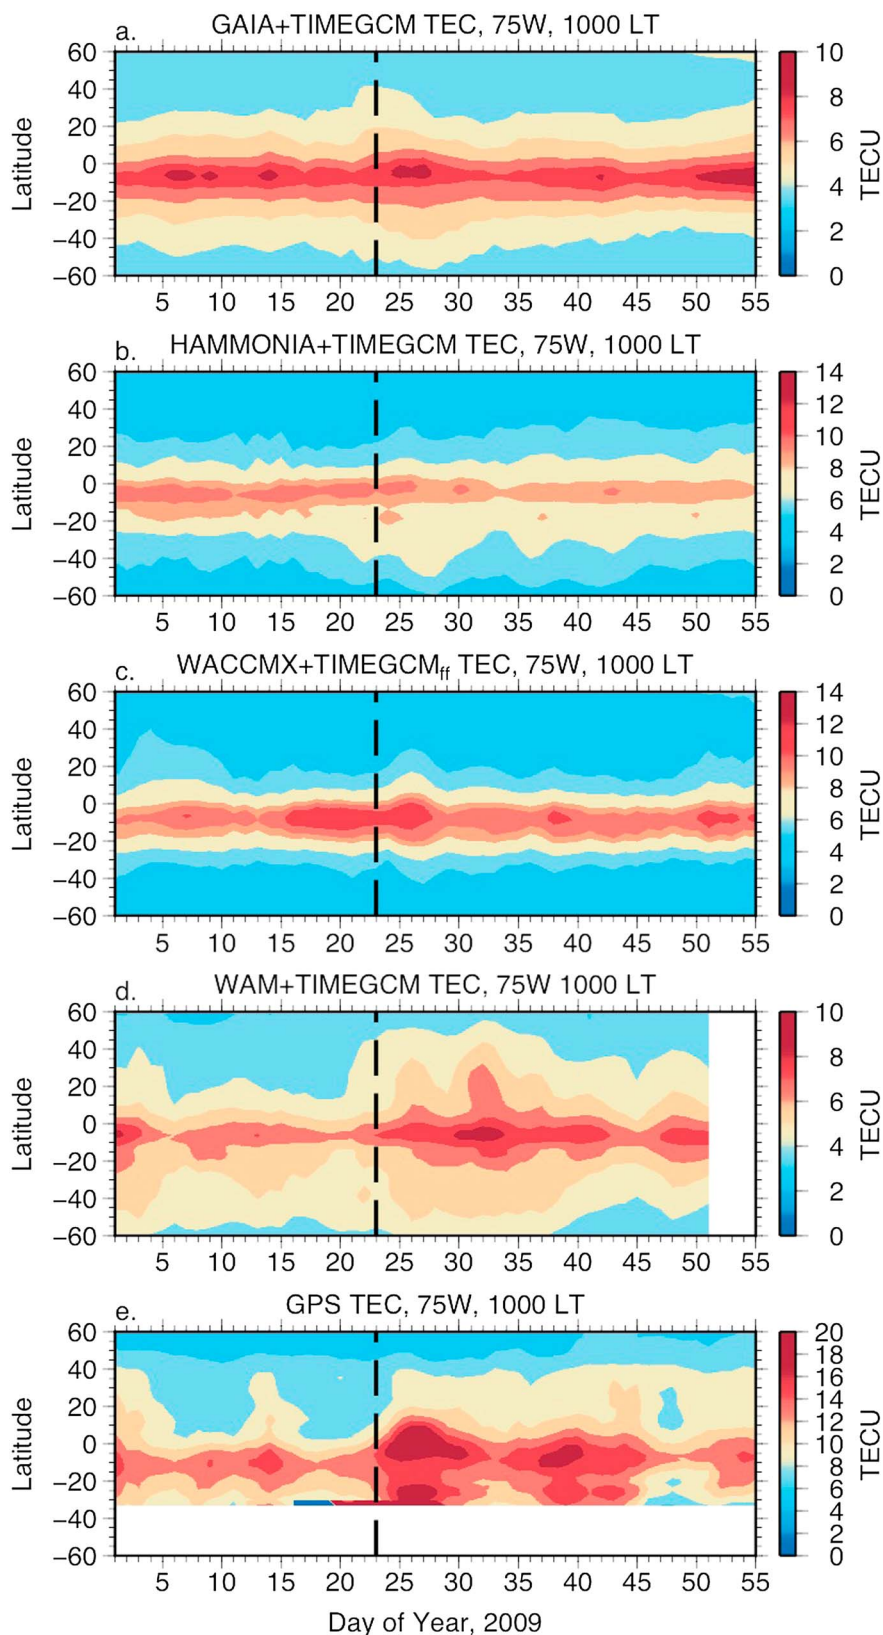 a.
GAIA+TIMEGCM TEC, 75W, 1000 LT
60
40
20
0
−20
−40
−60
Latitude
5 10 15 20 25 30 35 40 45 50 55
10
8
6
4
2
0
TECU
b.
HAMMONIA+TIMEGCM TEC, 75W, 1000 LT
60
40
20
0
−20
−40
−60
Latitude
5 10 15 20 25 30 35 40 45 50 55
14
12
10
8
6
4
2
0
TECU
c.
WACCMX+TIMEGCMff TEC, 75W, 1000 LT
60
40
20
0
−20
−40
−60
Latitude
5 10 15 20 25 30 35 40 45 50 55
14
12
10
8
6
4
2
0
TECU
d.
WAM+TIMEGCM TEC, 75W 1000 LT
60
40
20
0
−20
−40
−60
Latitude
5 10 15 20 25 30 35 40 45 50 55
10
8
6
4
2
0
TECU
e.
GPS TEC, 75W, 1000 LT
60
40
20
0
−20
−40
−60
Latitude
5 10 15 20 25 30 35 40 45 50 55
20
18
16
14
12
10
8
6
4
2
0
TECU
Day of Year, 2009